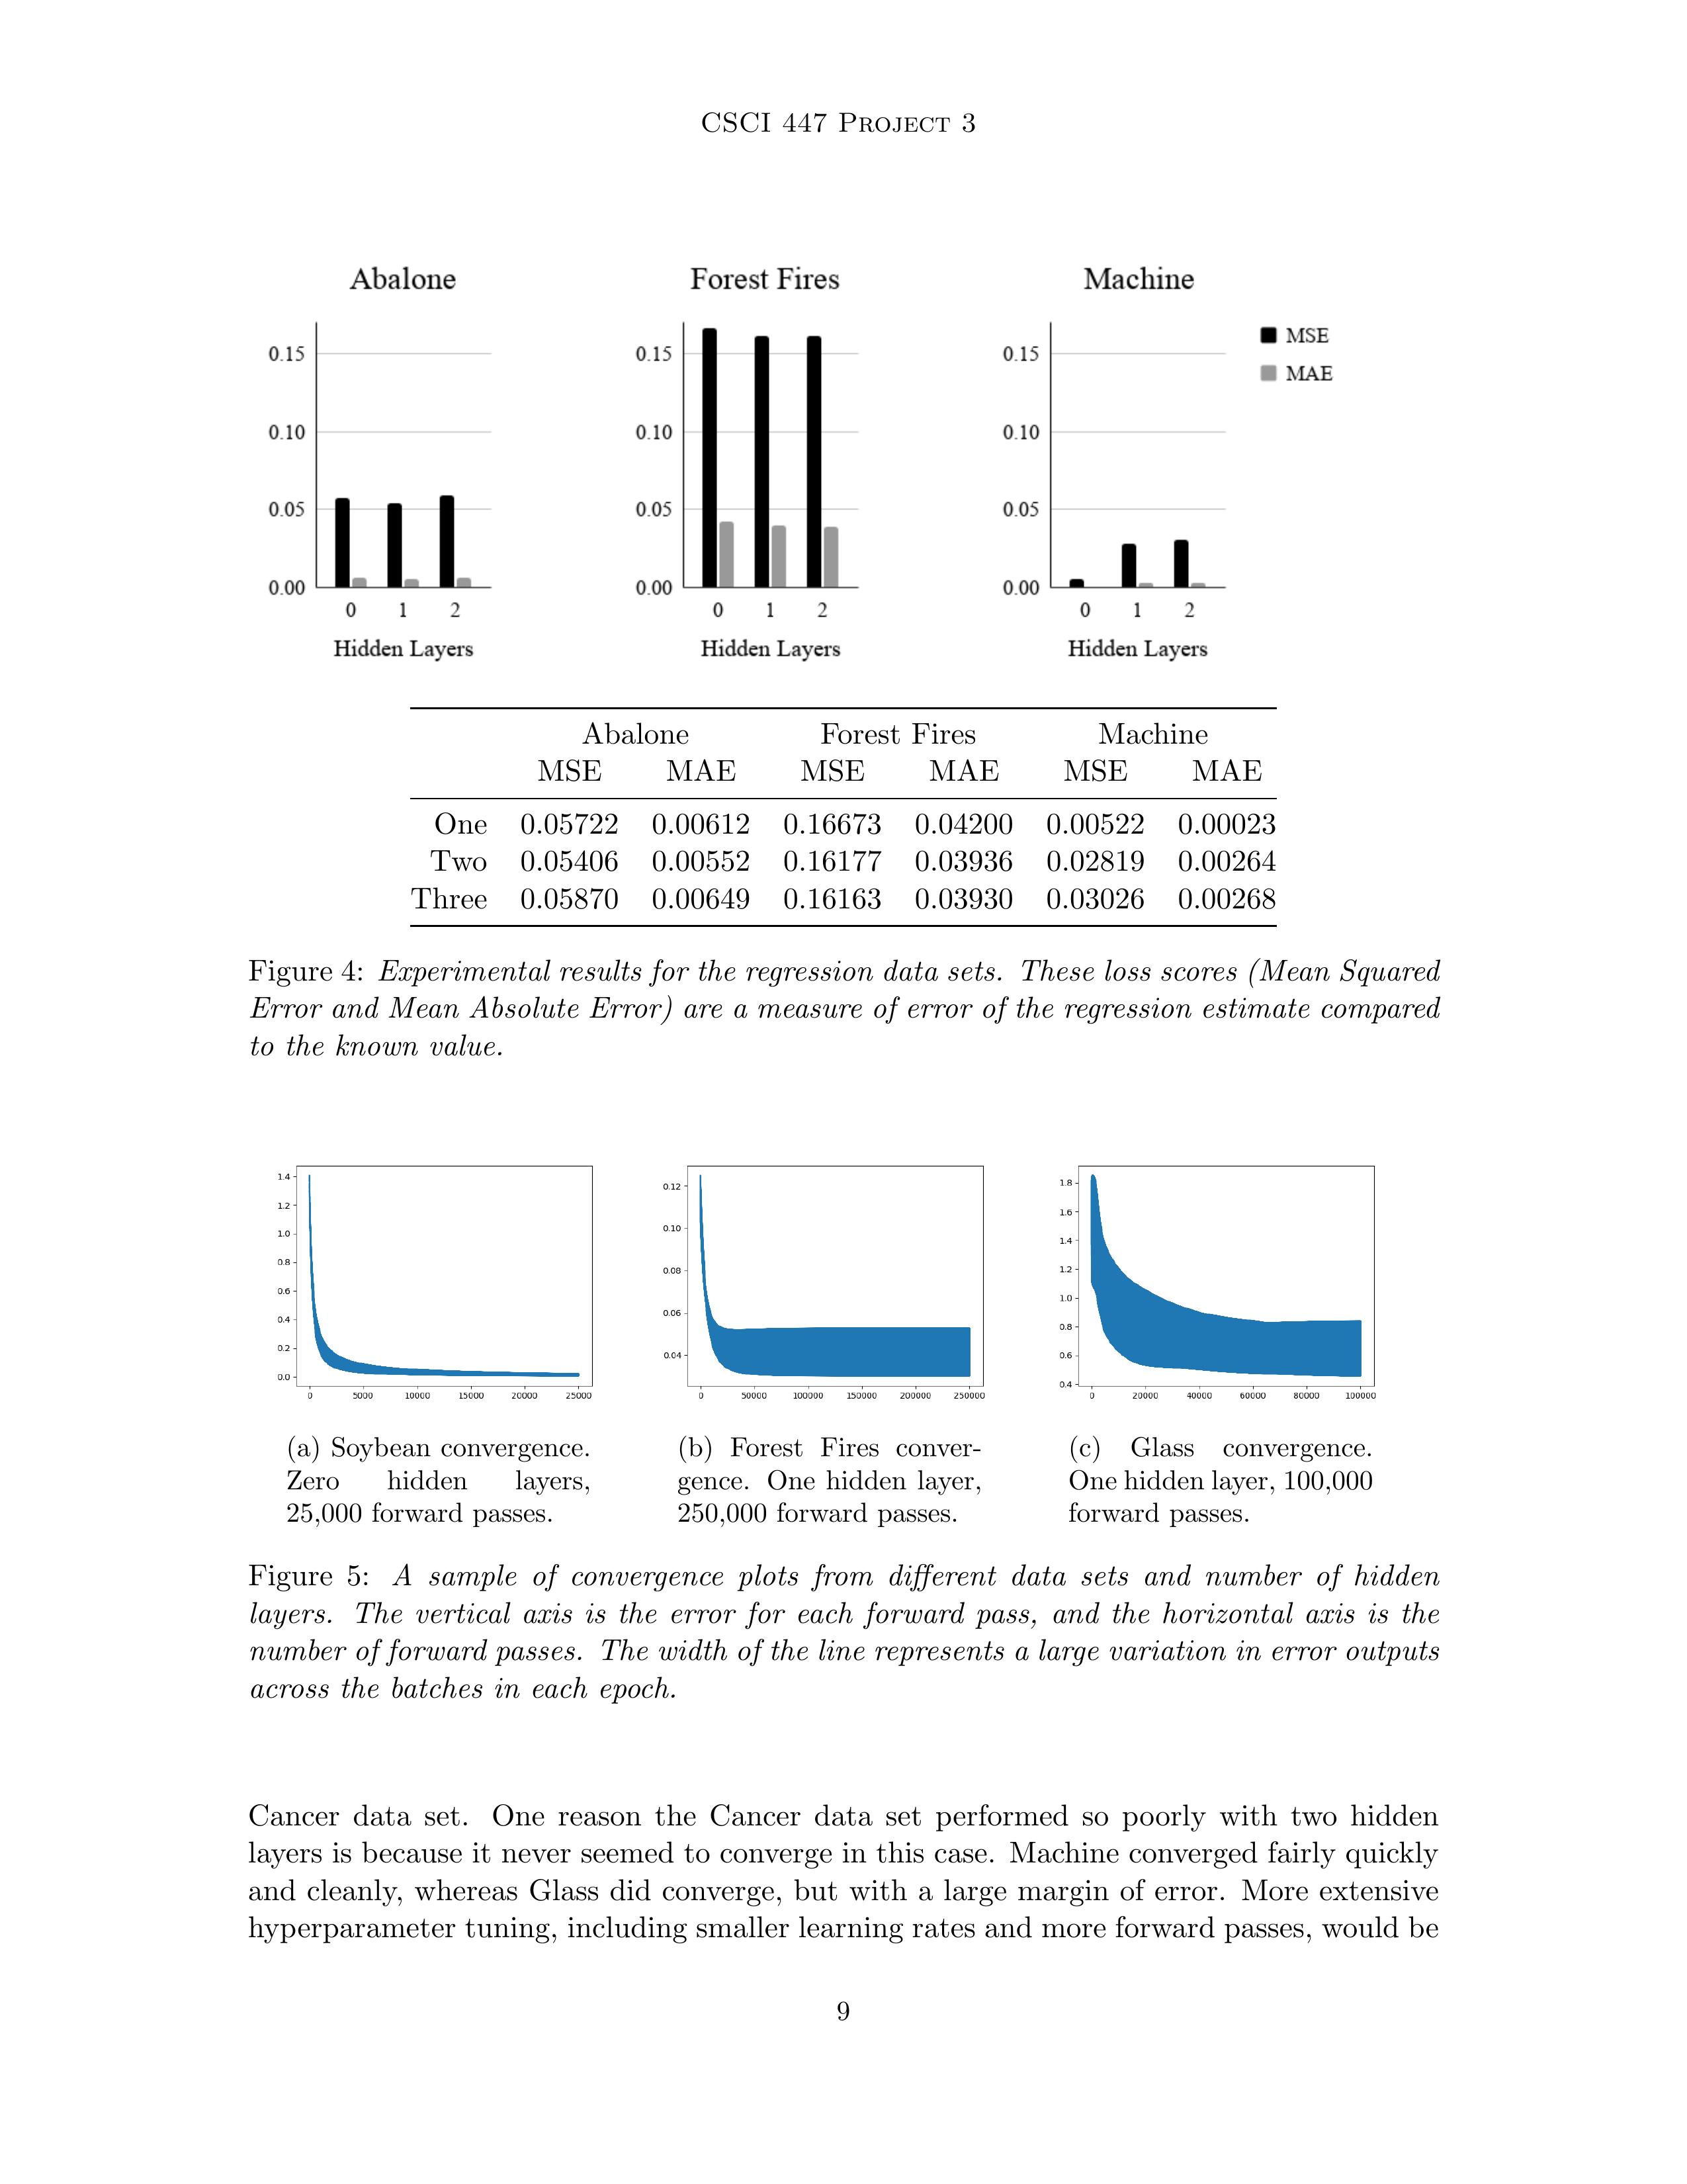 CSCI 447 Project 3
Abalone
0.15
0.10
0.05
0.00
0 1 2
Hidden Layers
Forest Fires
0.15
0.10
0.05
0.00
0 1 2
Hidden Layers
Machine
0.15
0.10
0.05
0.00
0 1 2
Hidden Layers
MSE
MAE
Abalone Forest Fires Machine
MSE MAE MSE MAE MSE MAE
One 0.05722 0.00612 0.16673 0.04200 0.00522 0.00023
Two 0.05406 0.00552 0.16177 0.03936 0.02819 0.00264
Three 0.05870 0.00649 0.16163 0.03930 0.03026 0.00268
Figure 4: Experimental results for the regression data sets. These loss scores (Mean Squared
Error and Mean Absolute Error) are a measure of error of the regression estimate compared
to the known value.
1.4
1.2
1.0
0.8
0.6
0.4
0.2
0.0
0 5000 10000 15000 20000 25000
(a) Soybean convergence.
Zero hidden layers,
25,000 forward passes.
0.12
0.10
0.08
0.06
0.04
0 50000 100000 150000 200000 250000
(b) Forest Fires conver-
gence. One hidden layer,
250,000 forward passes.
1.8
1.6
1.4
1.2
1.0
0.8
0.6
0.4
0 20000 40000 60000 80000 100000
(c) Glass convergence.
One hidden layer, 100,000
forward passes.
Figure 5: A sample of convergence plots from different data sets and number of hidden
layers. The vertical axis is the error for each forward pass, and the horizontal axis is the
number of forward passes. The width of the line represents a large variation in error outputs
across the batches in each epoch.
Cancer data set. One reason the Cancer data set performed so poorly with two hidden
layers is because it never seemed to converge in this case. Machine converged fairly quickly
and cleanly, whereas Glass did converge, but with a large margin of error. More extensive
hyperparameter tuning, including smaller learning rates and more forward passes, would be
9